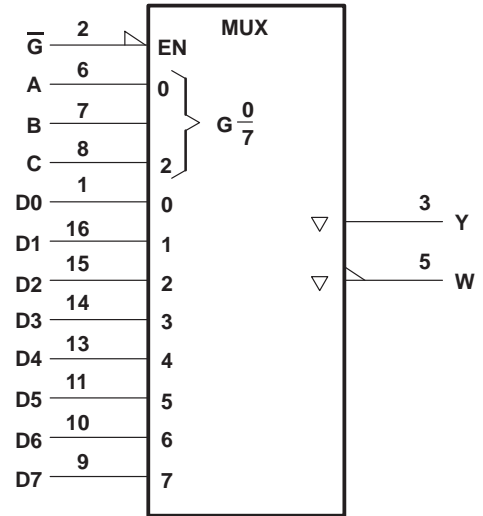 MUX
G 2 EN
A 6 0
B 7 G 0/7
C 8 2
D0 1 0
D1 16 1
D2 15 2
D3 14 3
D4 13 4
D5 11 5
D6 10 6
D7 9 7
3 Y
5 W